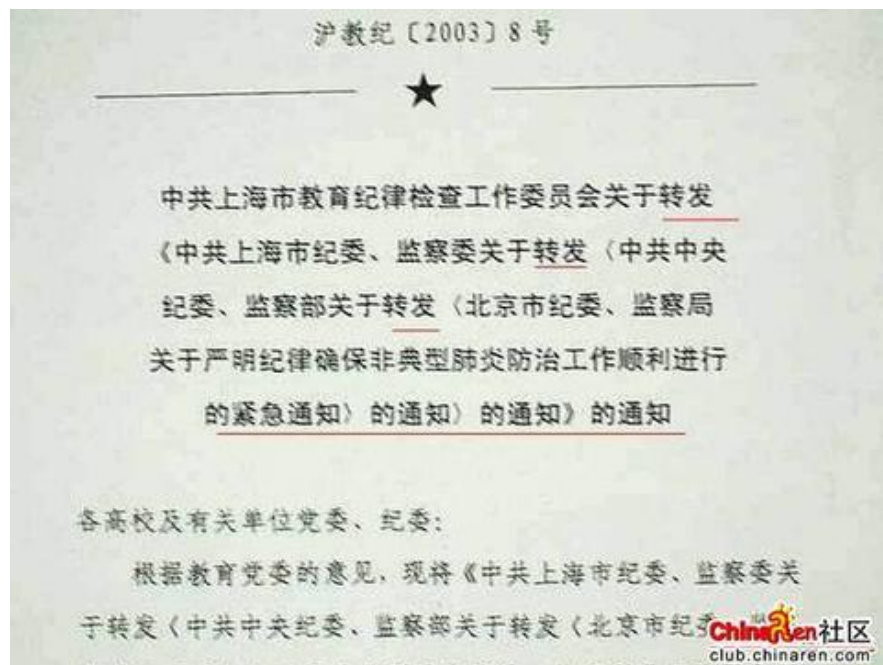 沪教纪〔2003〕8号
中共上海市教育纪律检查工作委员会关于转发
《中共上海市纪委、监察委关于转发〈中共中央
纪委、监察部关于转发〈北京市纪委、监察局
关于严明纪律确保非典型肺炎防治工作顺利进行
的紧急通知〉的通知〉的通知》的通知
各高校及有关单位党委、纪委:
根据教育党委的意见,现将《中共上海市纪委、监察委关
于转发〈中共中央纪委、监察部关于转发〈北京市纪委
ChinaRen社区
club.chinaren.com